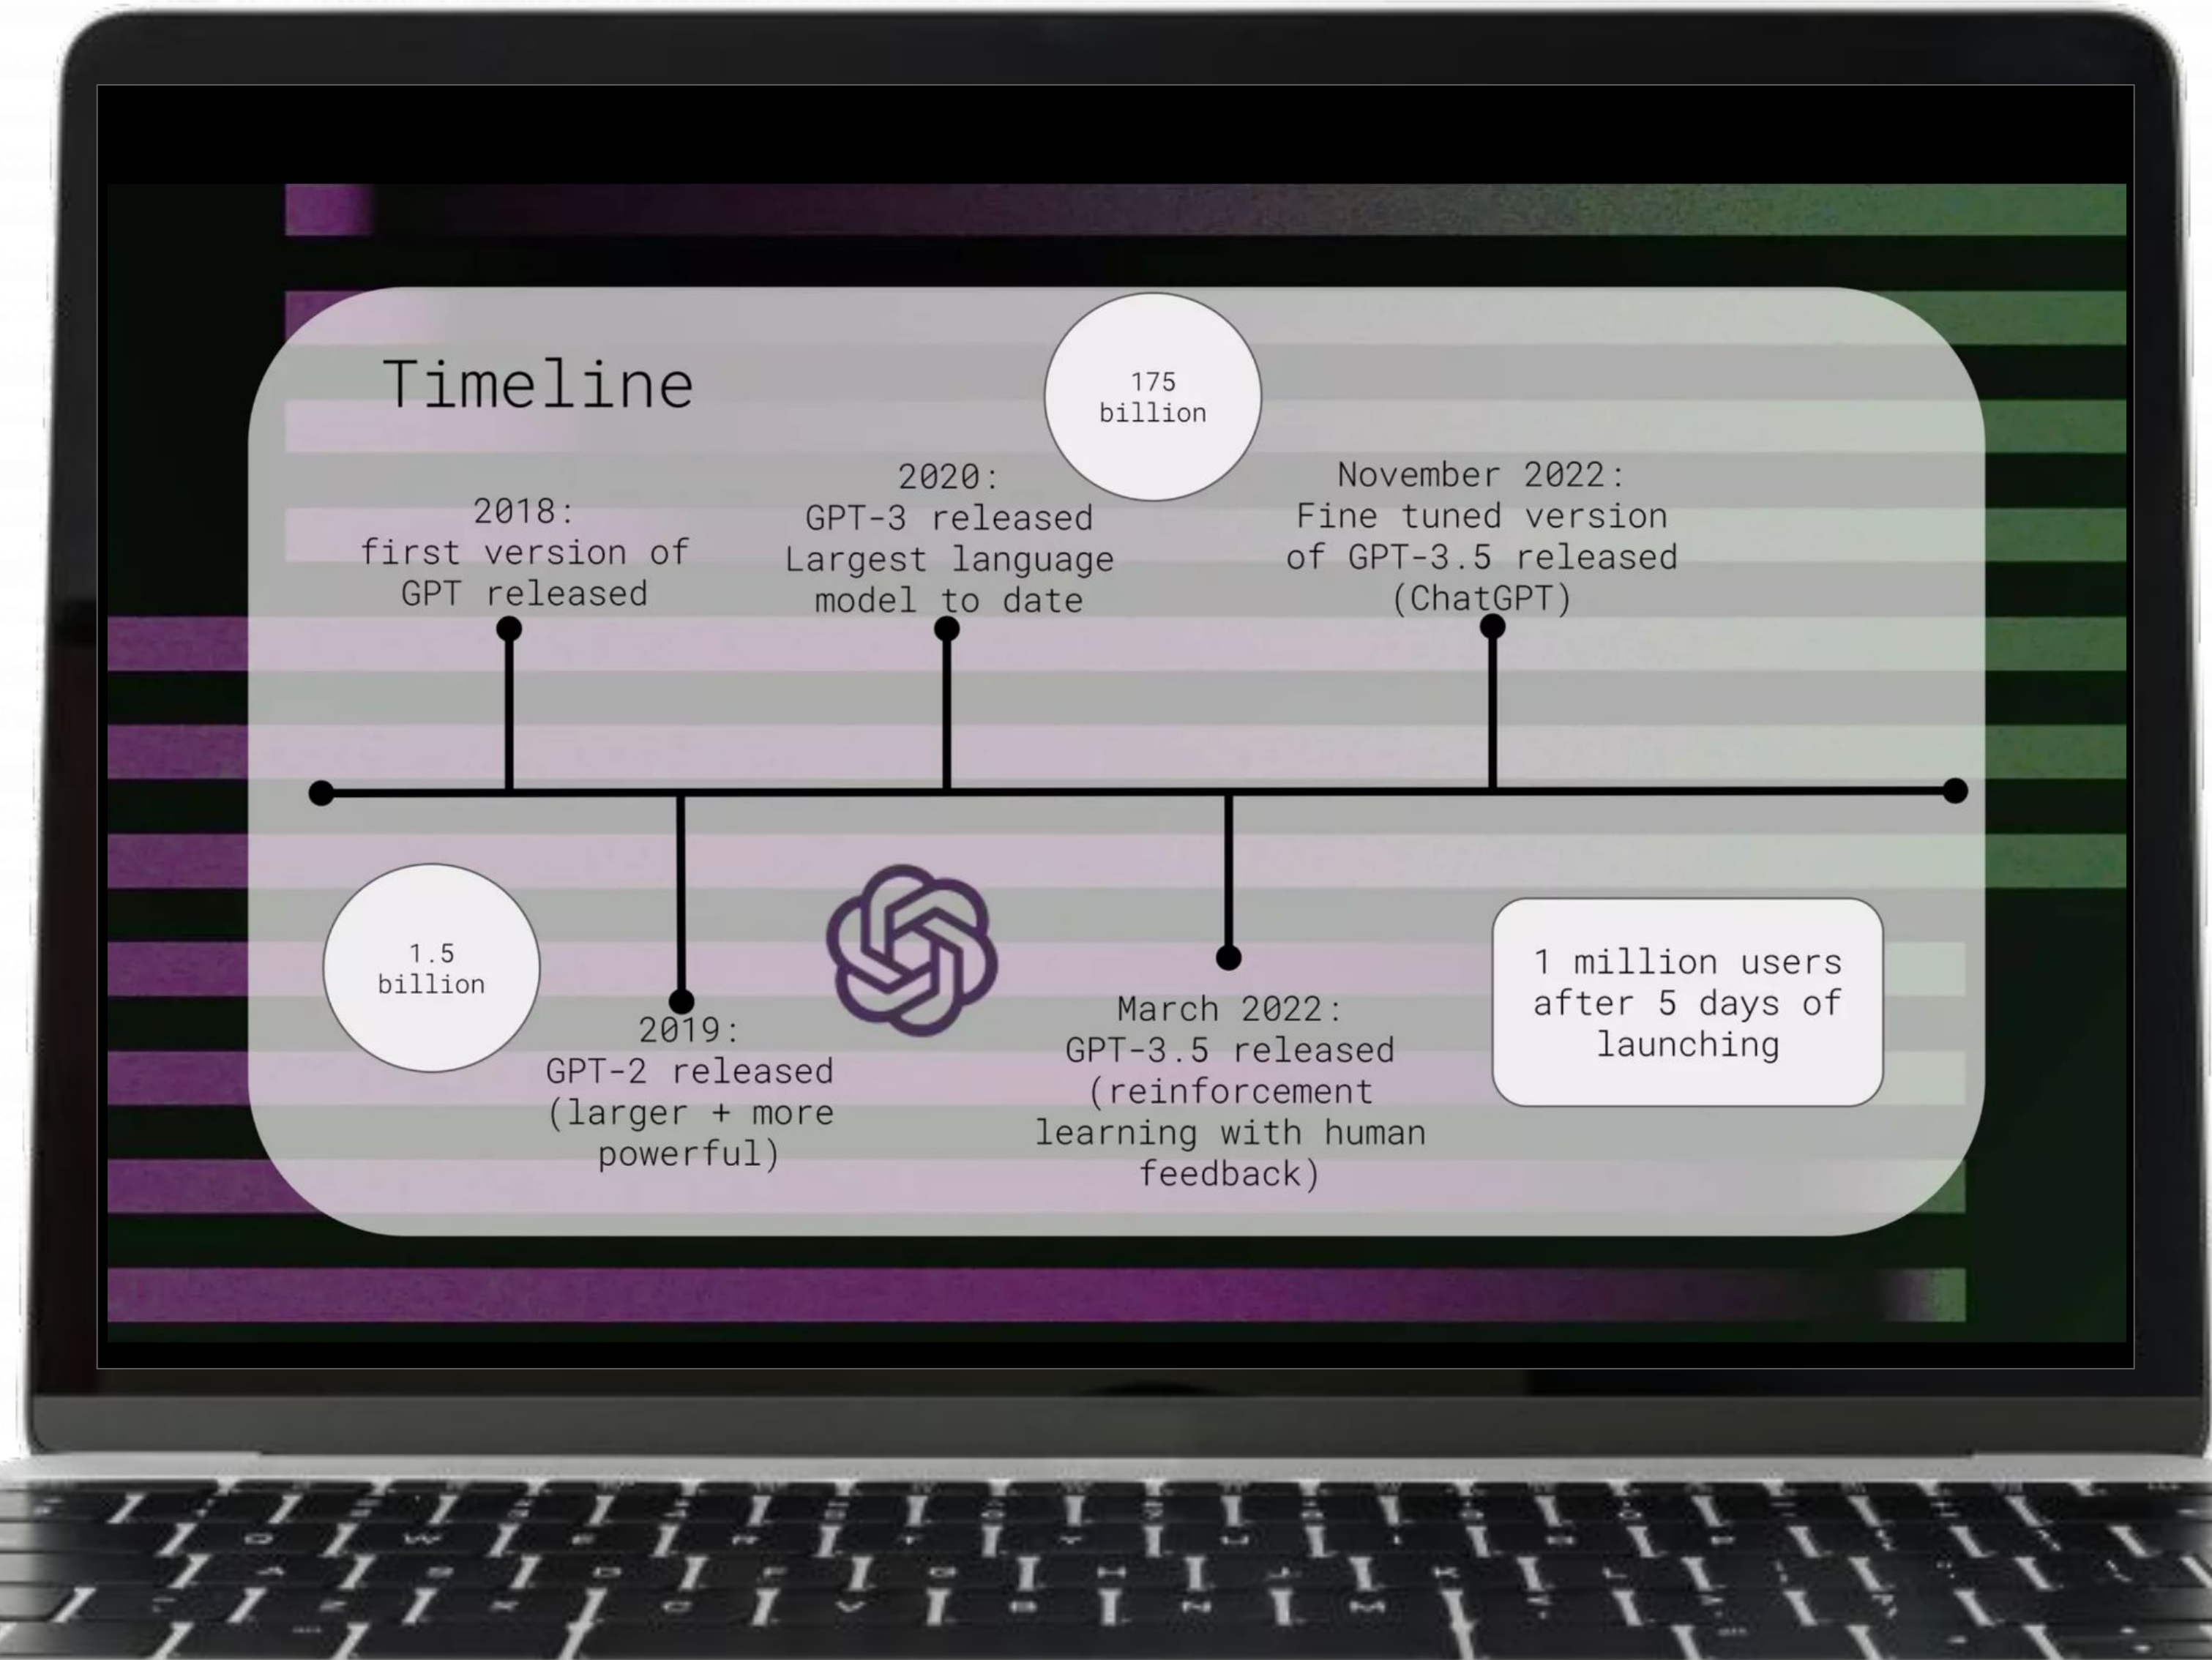 Timeline
175
billion
2018:
first version of
GPT released
2020:
GPT-3 released
Largest language
model to date
November 2022:
Fine tuned version
of GPT-3.5 released
(ChatGPT)
1.5
billion
2019:
GPT-2 released
(larger + more
powerful)
March 2022:
GPT-3.5 released
(reinforcement
learning with human
feedback)
1 million users
after 5 days of
launching